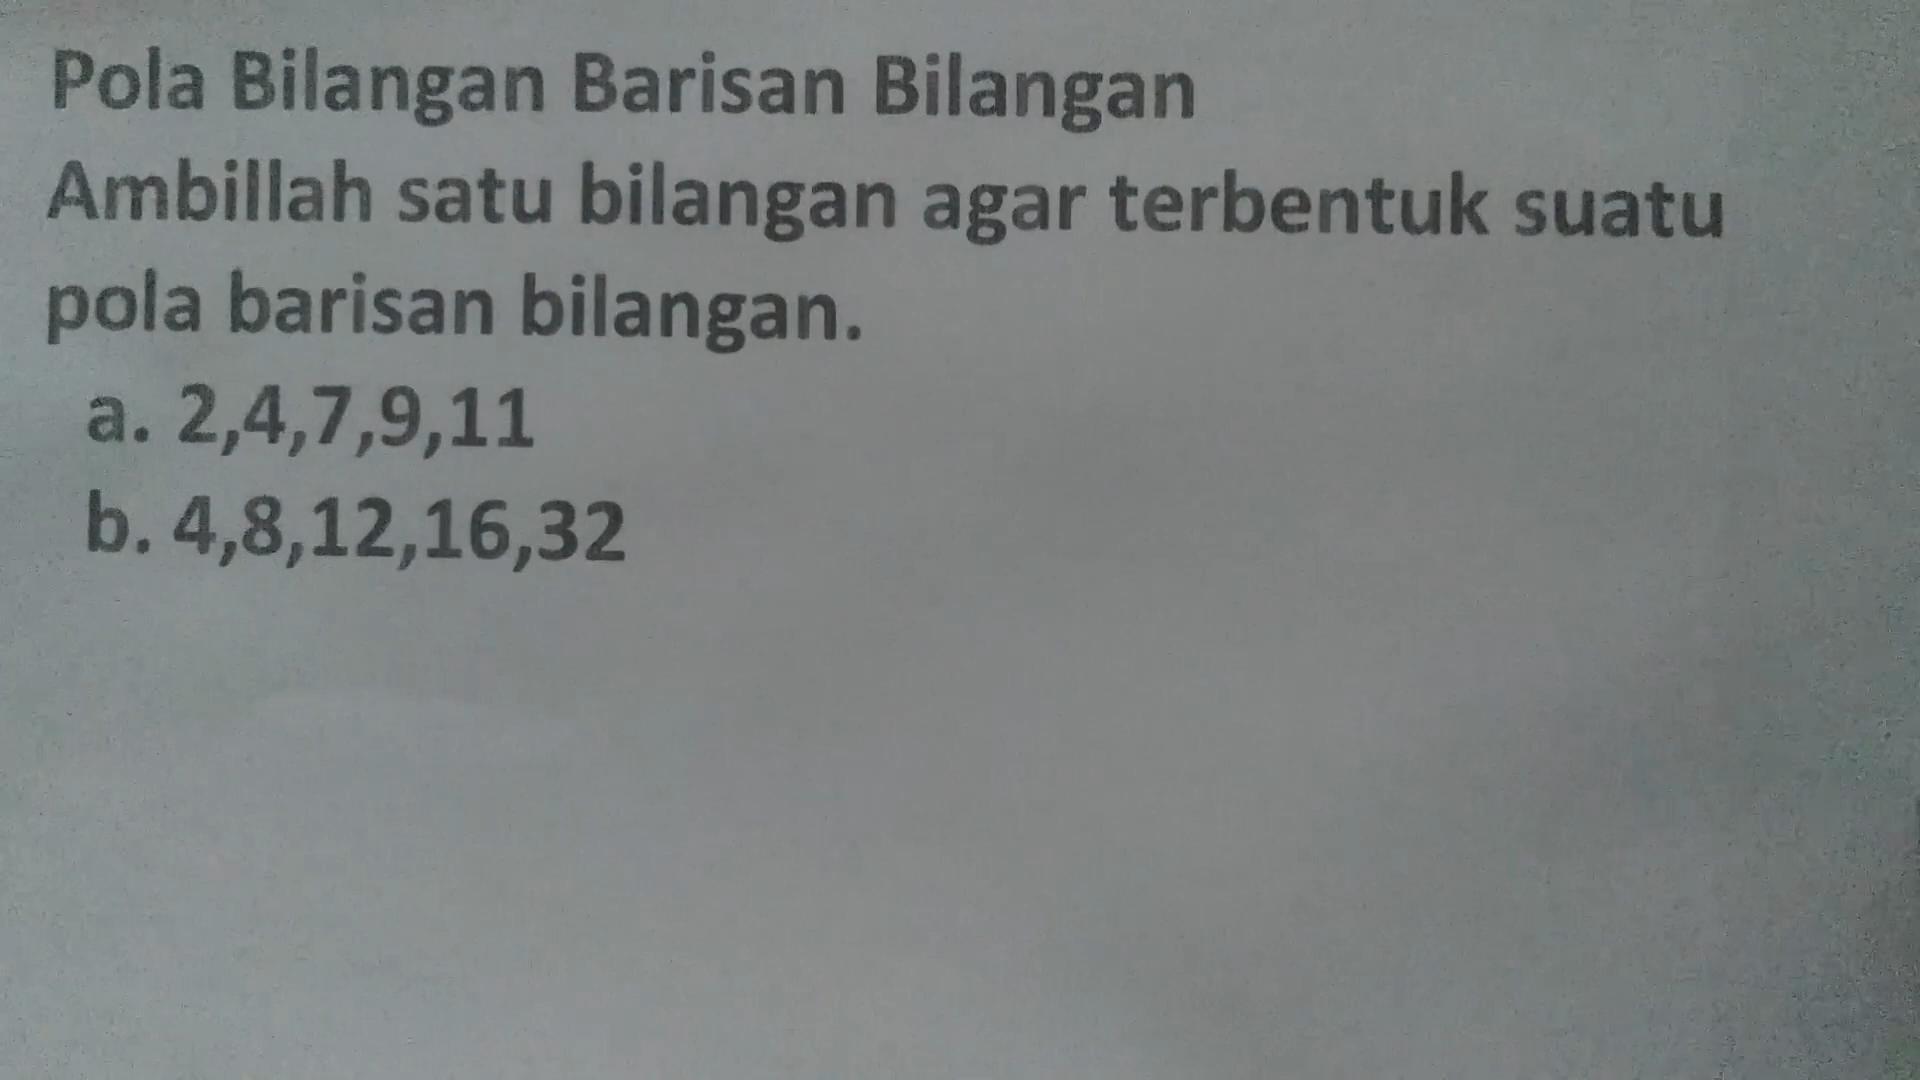 Pola Bilangan Barisan Bilangan
Ambillah satu bilangan agar terbentuk suatu
pola barisan bilangan.
a. 2,4,7,9,11
b. 4,8,12,16,32